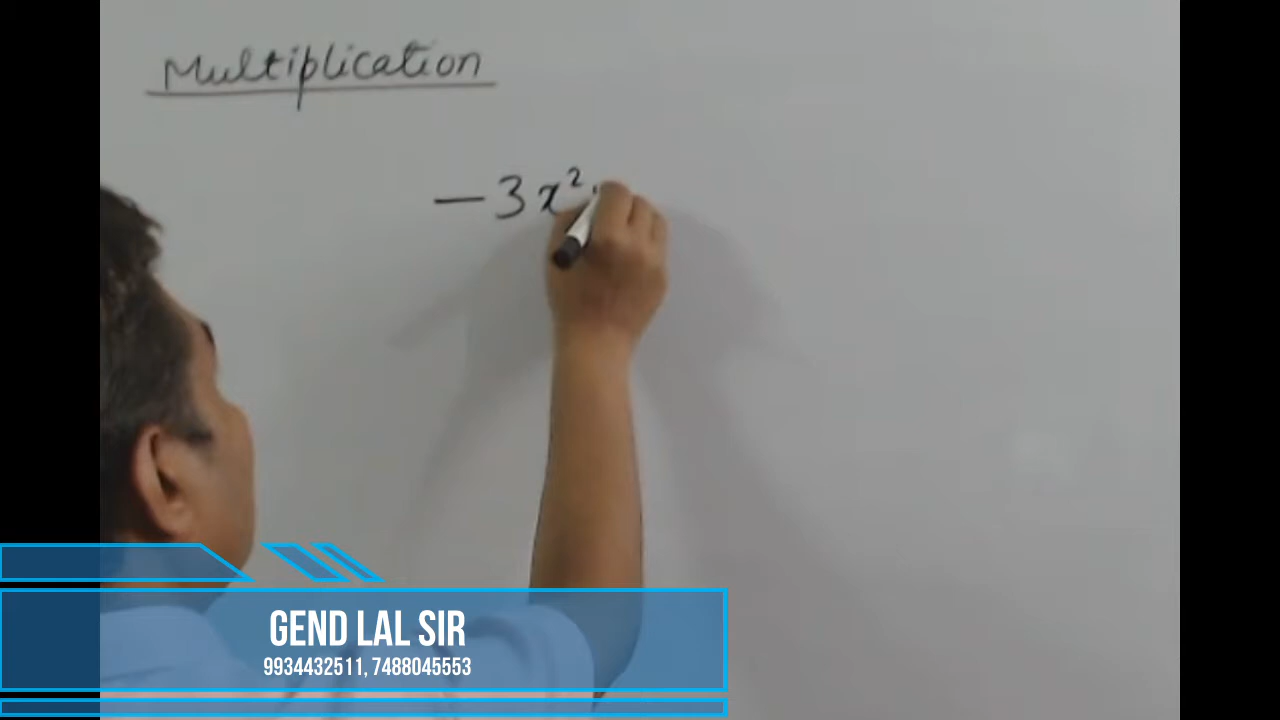 Multiplication
— 3x²
GEND LAL SIR
9934432511, 7488045553